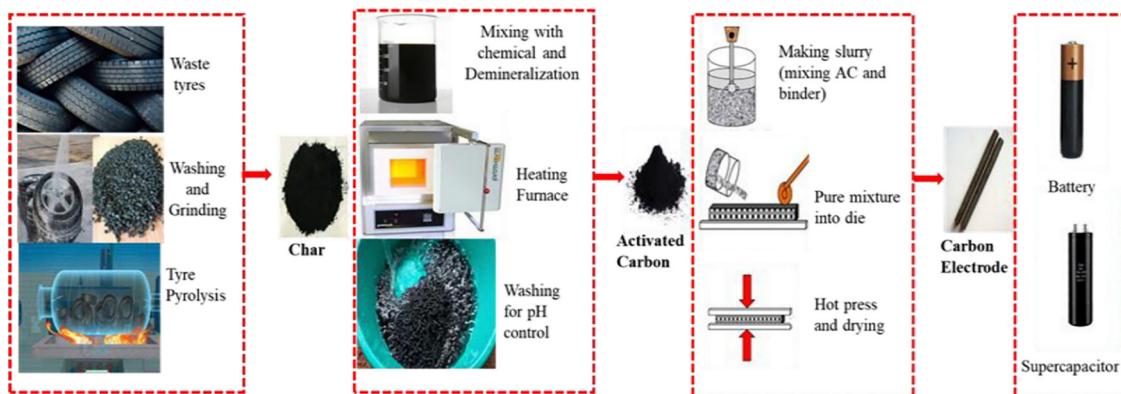 Waste
tyres
Washing
and
Grinding
Tyre
Pyrolysis
Char
Mixing with
chemical and
Demineralization
Heating
Furnace
Washing
for pH
control
Activated
Carbon
Making slurry
(mixing AC and
binder)
Pure mixture
into die
Hot press
and drying
Carbon
Electrode
+
Battery
Supercapacitor